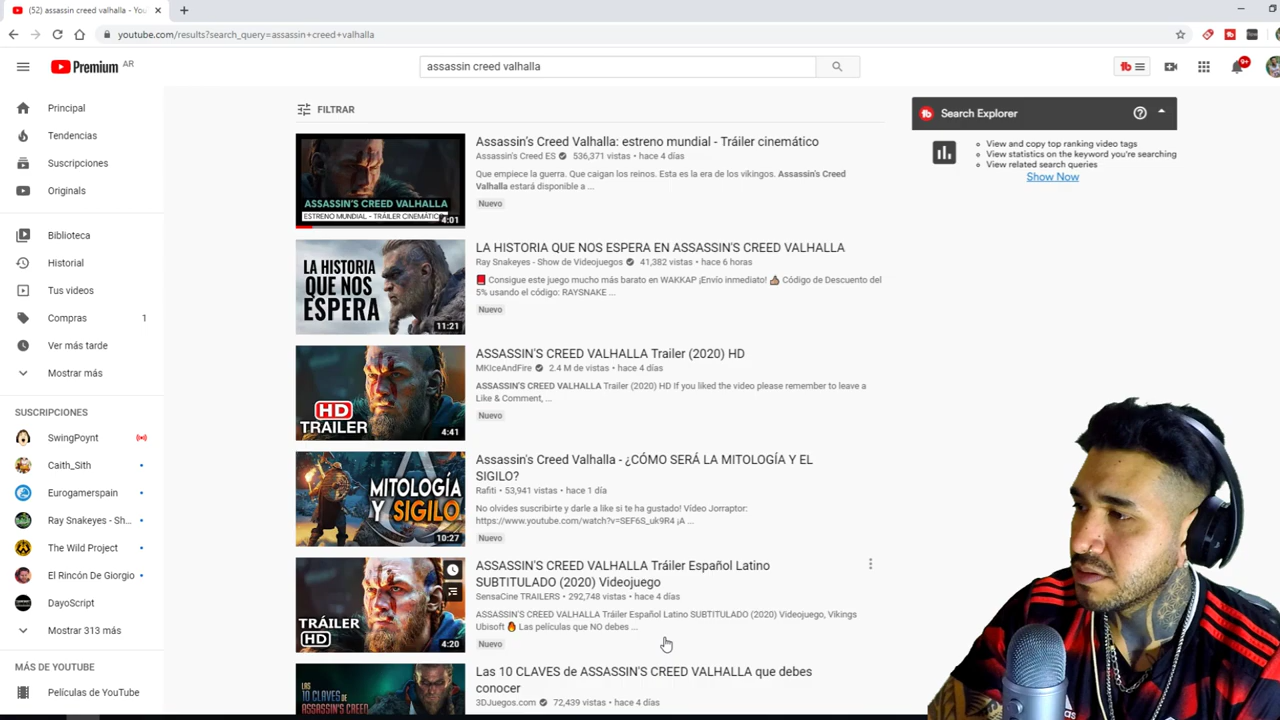 (52) assassin creed valhalla - You
youtube.com/results?search_query=assassin+creed+valhalla
Premium AR
assassin creed valhalla
tb
9+
Principal
Tendencias
Suscripciones
Originals
Biblioteca
Historial
Tus videos
Compras 1
Ver más tarde
Mostrar más
SUSCRIPCIONES
SwingPoynt
Caith_Sith
Eurogamerspain
Ray Snakeyes - Sh...
The Wild Project
El Rincón De Giorgio
DayoScript
Mostrar 313 más
MÁS DE YOUTUBE
Películas de YouTube
FILTRAR
ASSASSIN'S CREED VALHALLA
ESTRENO MUNDIAL - TRÁILER CINEMÁTICO
4:01
Assassin's Creed Valhalla: estreno mundial - Tráiler cinemático
Assassin's Creed ES 536,371 vistas • hace 4 días
Que empiece la guerra. Que caigan los reinos. Esta es la era de los vikingos. Assassin's Creed
Valhalla estará disponible a ...
Nuevo
LA HISTORIA
QUE NOS
ESPERA
11:21
LA HISTORIA QUE NOS ESPERA EN ASSASSIN'S CREED VALHALLA
Ray Snakeyes - Show de Videojuegos 41,382 vistas • hace 6 horas
Consigue este juego mucho más barato en WAKKAP ¡Envío inmediato! Código de Descuento del
5% usando el código: RAYSNAKE ...
Nuevo
HD
TRAILER
4:41
ASSASSIN'S CREED VALHALLA Trailer (2020) HD
MKIceAndFire 2.4 M de vistas • hace 4 días
ASSASSIN'S CREED VALHALLA Trailer (2020) HD If you liked the video please remember to leave a
Like & Comment, ...
Nuevo
MITOLOGÍA
Y SIGILO
10:27
Assassin's Creed Valhalla - ¿CÓMO SERÁ LA MITOLOGÍA Y EL
SIGILO?
Rafiti • 53,941 vistas • hace 1 día
No olvides suscribirte y darle a like si te ha gustado! Vídeo Jorraptor:
https://www.youtube.com/watch?v=SEF6S_uk9R4 ¡A ...
Nuevo
TRÁILER
HD
4:20
ASSASSIN'S CREED VALHALLA Tráiler Español Latino
SUBTITULADO (2020) Videojuego
SensaCine TRAILERS • 292,748 vistas • hace 4 días
ASSASSIN'S CREED VALHALLA Tráiler Español Latino SUBTITULADO (2020) Videojuego, Vikings
Ubisoft Las películas que NO debes ...
Nuevo
LAS
10 CLAVES DE
ASSASSIN'S CREED
Las 10 CLAVES de ASSASSIN'S CREED VALHALLA que debes
conocer
3DJuegos.com 72,439 vistas • hace 4 días
tb Search Explorer
View and copy top ranking video tags
View statistics on the keyword you're searching
View related search queries
Show Now